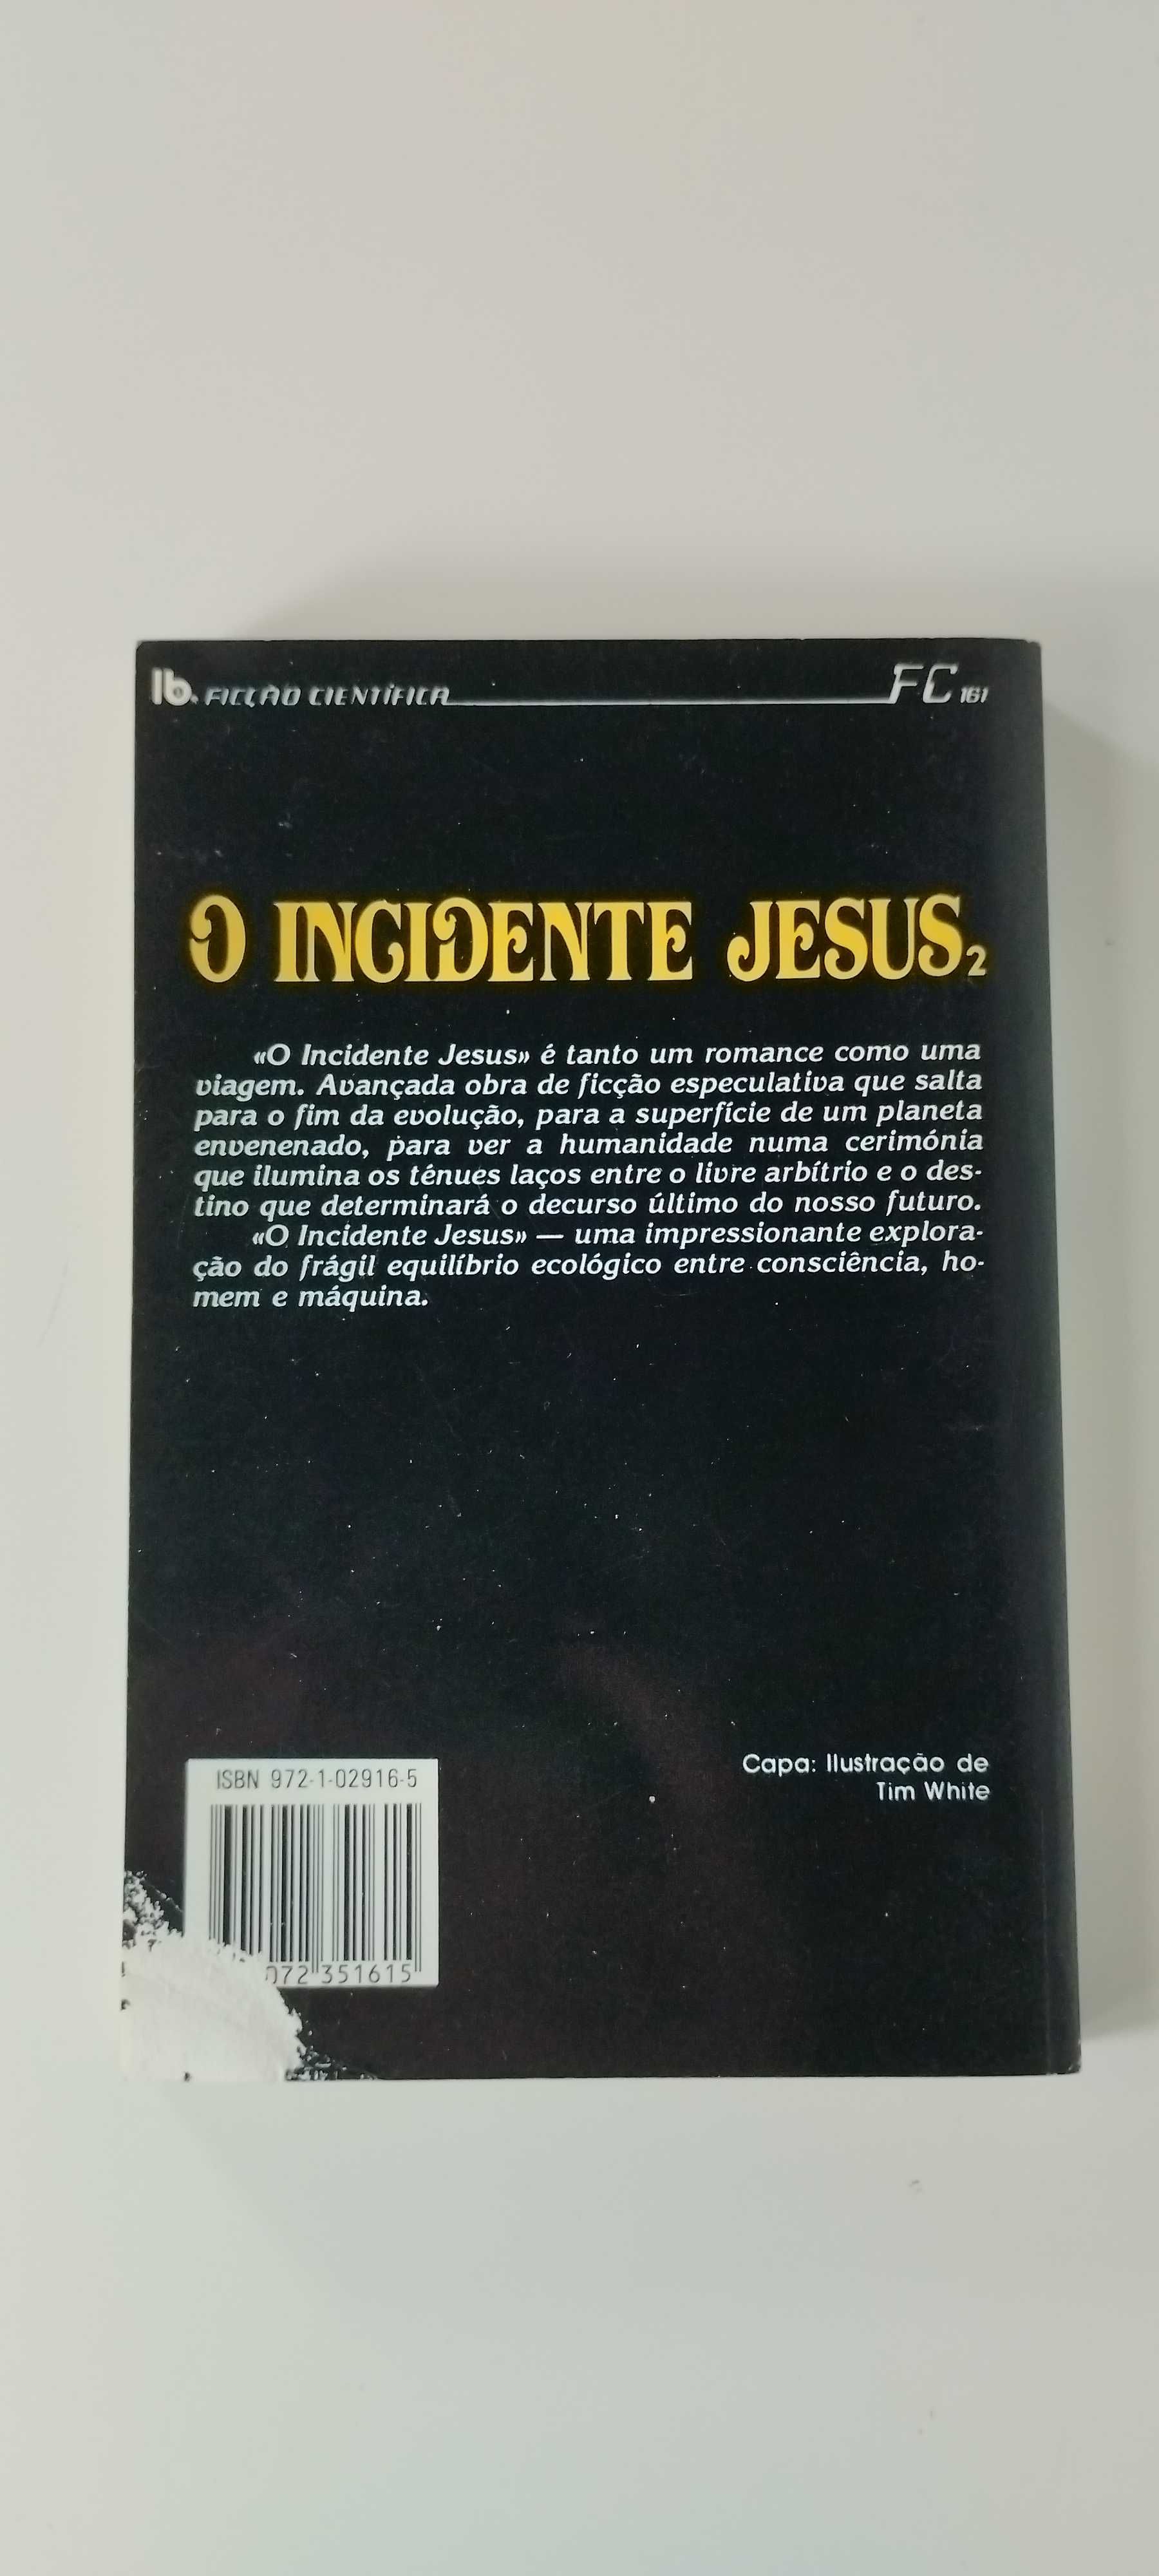 lb. FICÇÃO CIENTÍFICA FC 161
O INCIDENTE JESUS 2
«O Incidente Jesus» é tanto um romance como uma
viagem. Avançada obra de ficção especulativa que salta
para o fim da evolução, para a superfície de um planeta
envenenado, para ver a humanidade numa cerimónia
que ilumina os ténues laços entre o livre arbítrio e o des-
tino que determinará o decurso último do nosso futuro.
«O Incidente Jesus» — uma impressionante explora-
ção do frágil equilíbrio ecológico entre consciência, ho-
mem e máquina.
Capa: Ilustração de
Tim White
ISBN 972-1-02916-5
072 351615